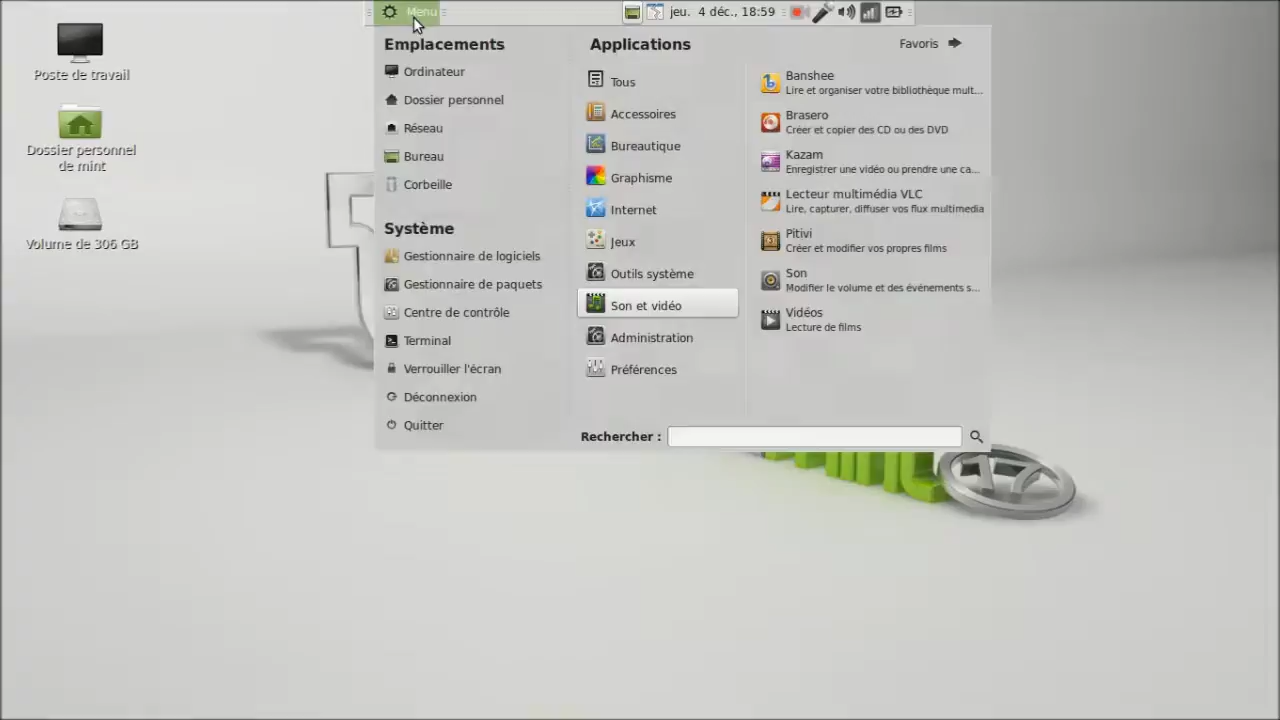 Menu
jeu. 4 déc., 18:59
Poste de travail
Dossier personnel
de mint
Volume de 306 GB
Emplacements
Ordinateur
Dossier personnel
Réseau
Bureau
Corbeille
Système
Gestionnaire de logiciels
Gestionnaire de paquets
Centre de contrôle
Terminal
Verrouiller l'écran
Déconnexion
Quitter
Applications
Favoris
Tous
Accessoires
Bureautique
Graphisme
Internet
Jeux
Outils système
Son et vidéo
Administration
Préférences
Banshee
Lire et organiser votre bibliothèque mult...
Brasero
Créer et copier des CD ou des DVD
Kazam
Enregistrer une vidéo ou prendre une ca...
Lecteur multimédia VLC
Lire, capturer, diffuser vos flux multimedia
Pitivi
Créer et modifier vos propres films
Son
Modifier le volume et des événements s...
Vidéos
Lecture de films
Rechercher :
17